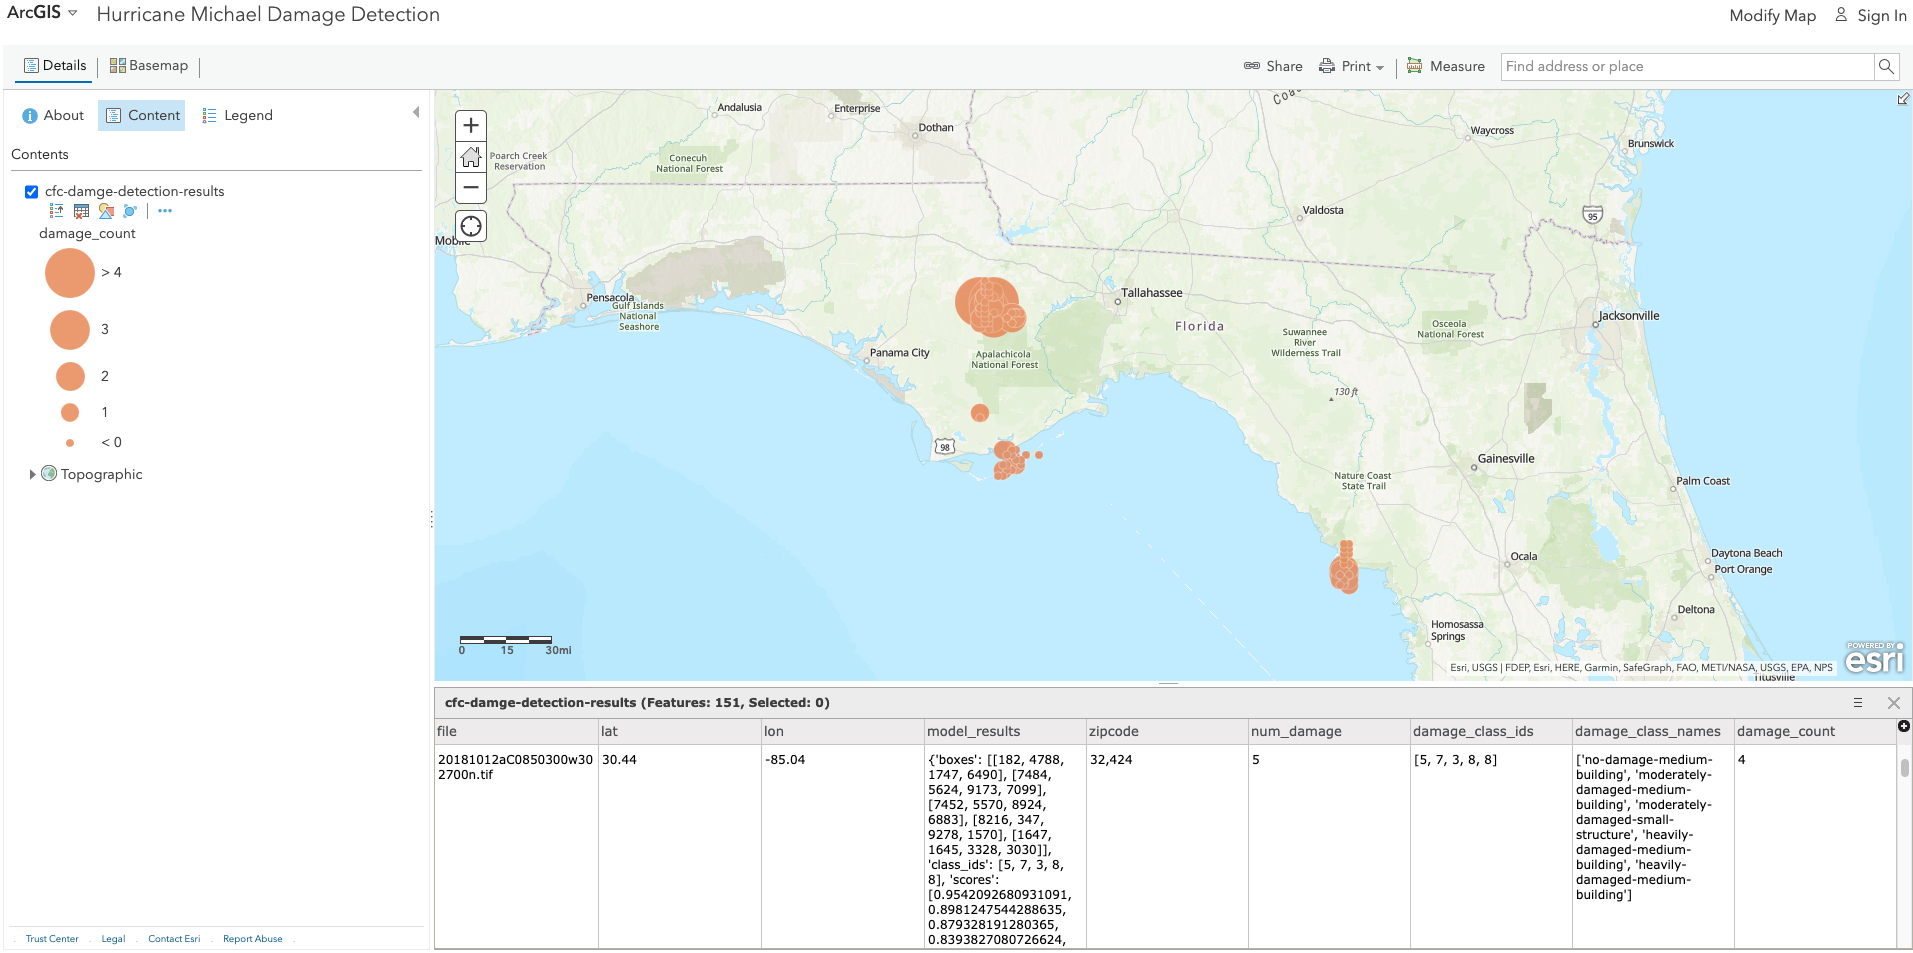 ArcGIS Hurricane Michael Damage Detection
Modify Map Sign In
Details Basemap
Share Print Measure Find address or place
About Content Legend
Contents
cfc-damge-detection-results
damage_count
> 4
3
2
1
< 0
Topographic
Trust Center . Legal . Contact Esri . Report Abuse .
Andalusia
Enterprise
Dothan
Waycross
Brunswick
Poarch Creek
Reservation
Conecuh
National Forest
Valdosta
95
Pensacola
Gulf Islands
National
Seashore
Tallahassee
Florida
Suwannee
River
Wilderness Trail
Osceola
National Forest
Jacksonville
Panama City
Apalachicola
National Forest
130 ft
98
Gainesville
Nature Coast
State Trail
Palm Coast
Ocala
Daytona Beach
Port Orange
Deltona
Homosassa
Springs
0 15 30mi
Esri, USGS | FDEP, Esri, HERE, Garmin, SafeGraph, FAO, METI/NASA, USGS, EPA, NPS
POWERED BY
esri
cfc-damge-detection-results (Features: 151, Selected: 0)
file lat lon model_results zipcode num_damage damage_class_ids damage_class_names damage_count
20181012aC0850300w30
2700n.tif
30.44
-85.04
{'boxes': [[182, 4788,
1747, 6490], [7484,
5624, 9173, 7099],
[7452, 5570, 8924,
6883], [8216, 347,
9278, 1570], [1647,
1645, 3328, 3030]],
'class_ids': [5, 7, 3, 8,
8], 'scores':
[0.9542092680931091,
0.8981247544288635,
0.879328191280365,
0.8393827080726624,
32,424
5
[5, 7, 3, 8, 8]
['no-damage-medium-
building', 'moderately-
damaged-medium-
building', 'moderately-
damaged-small-
structure', 'heavily-
damaged-medium-
building', 'heavily-
damaged-medium-
building']
4